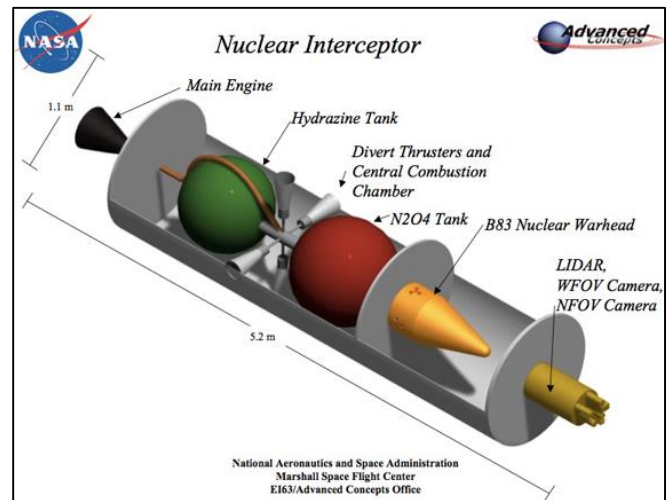 NASA
Nuclear Interceptor
Advanced
Concepts
Main Engine
1.1 m
Hydrazine Tank
Divert Thrusters and
Central Combustion
Chamber
N2O4 Tank
B83 Nuclear Warhead
LIDAR,
WFOV Camera,
NFOV Camera
5.2 m
National Aeronautics and Space Administration
Marshall Space Flight Center
EI63/Advanced Concepts Office